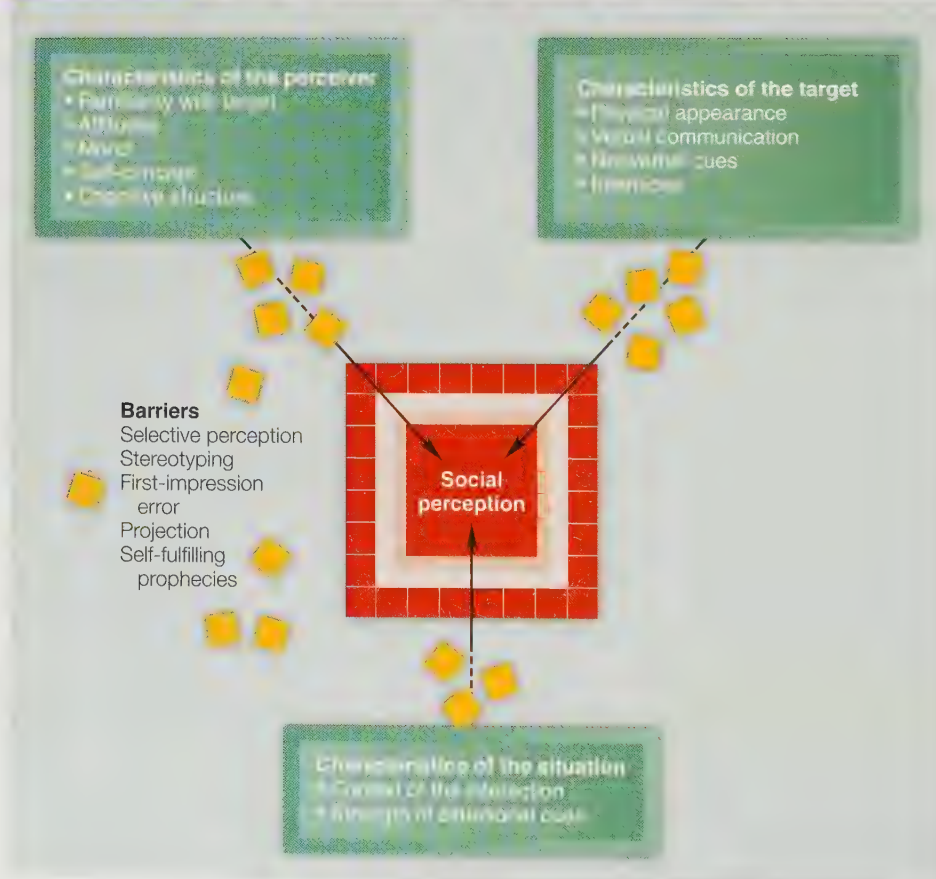 Characteristics of the perceiver
• Familiarity with target
• Attitudes
• Mood
• Self-concept
• Cognitive structure
Characteristics of the target
• Physical appearance
• Verbal communication
• Nonverbal cues
• Intentions
Barriers
Selective perception
Stereotyping
First-impression
error
Projection
Self-fulfilling
prophecies
Social
perception
Characteristics of the situation
• Context of the interaction
• Strength of situational cues